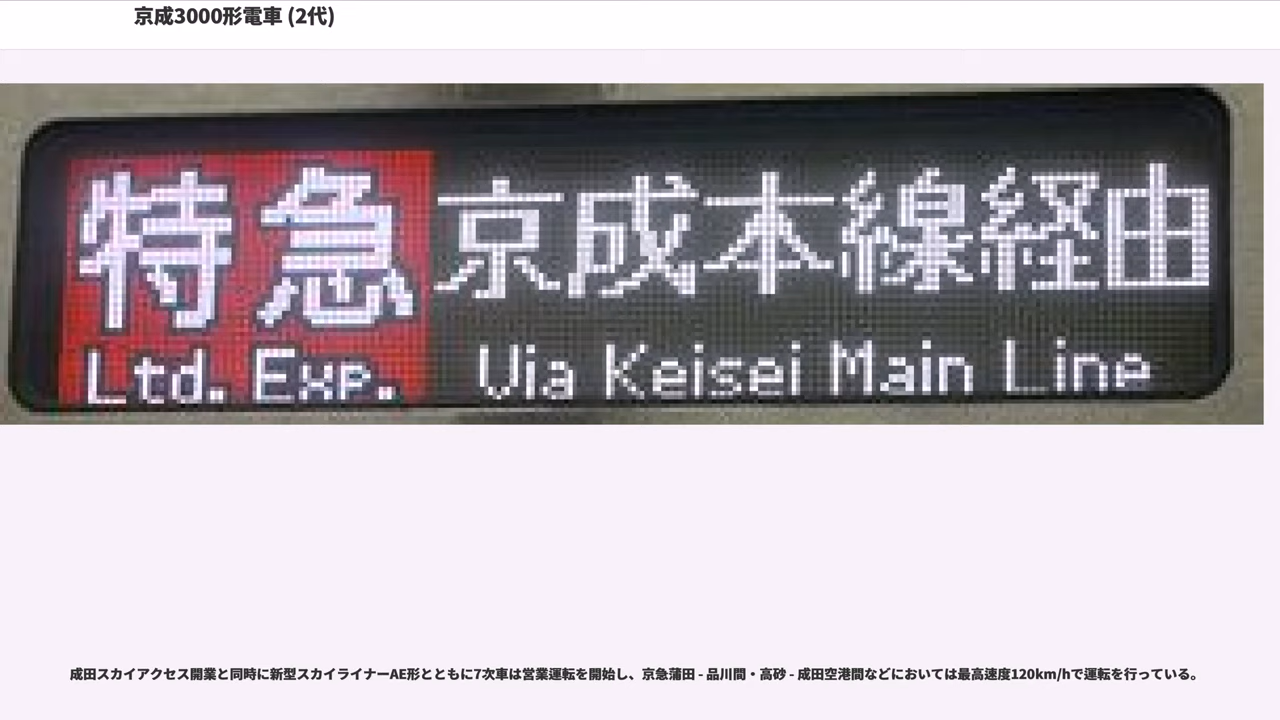 京成3000形電車 (2代)
特急 京成本線経由
Ltd. Exp. Via Keisei Main Line
成田スカイアクセス開業と同時に新型スカイライナーAE形とともに7次車は営業運転を開始し、京急蒲田 - 品川間・高砂 - 成田空港間などにおいては最高速度120km/hで運転を行っている。